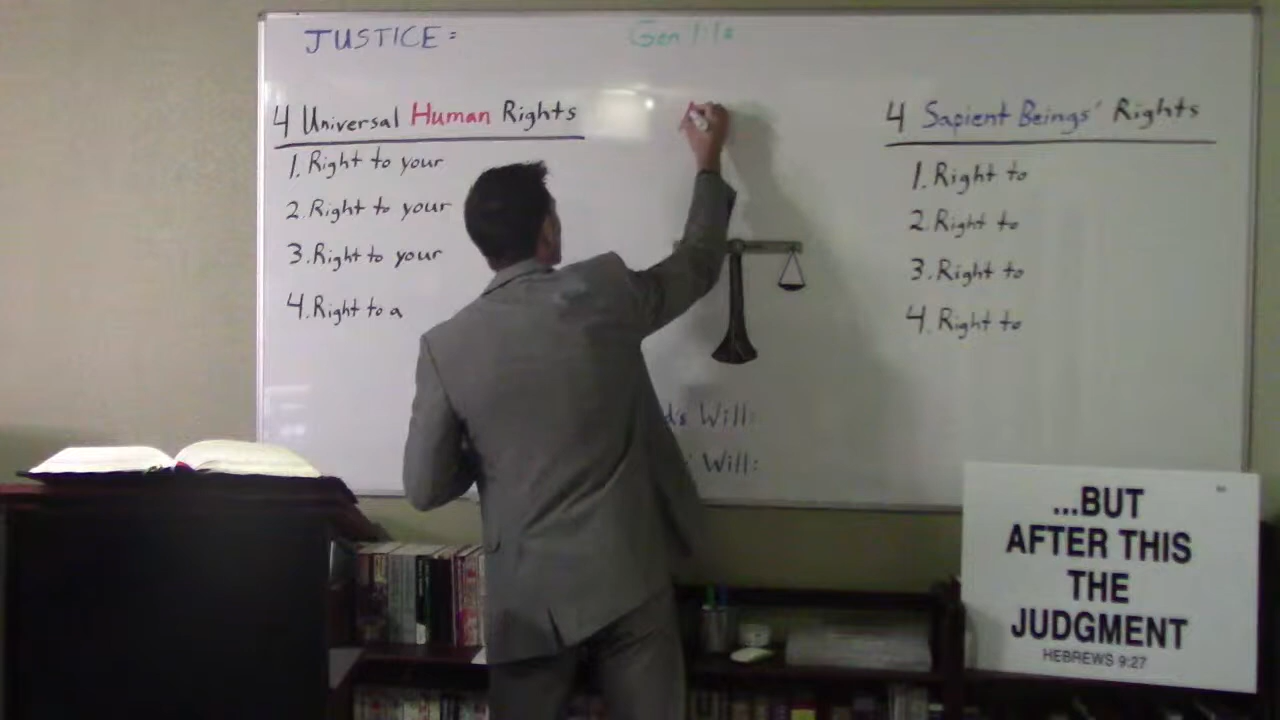 JUSTICE =
Gen 1:1a
4 Universal Human Rights
1. Right to your
2. Right to your
3. Right to your
4. Right to a
4 Sapient Beings' Rights
1. Right to
2. Right to
3. Right to
4. Right to
Will:
Will:
...BUT
AFTER THIS
THE
JUDGMENT
HEBREWS 9:27